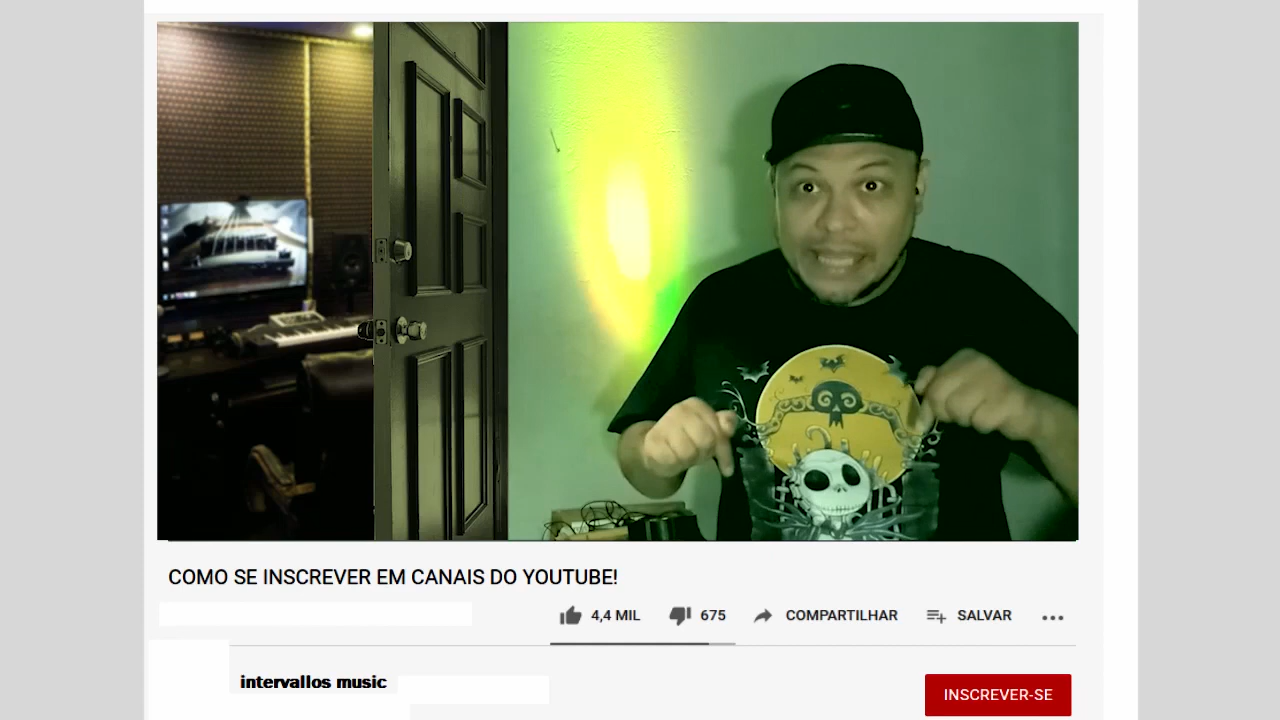 COMO SE INSCREVER EM CANAIS DO YOUTUBE!
4,4 MIL 675 COMPARTILHAR SALVAR
intervallos music INSCREVER-SE